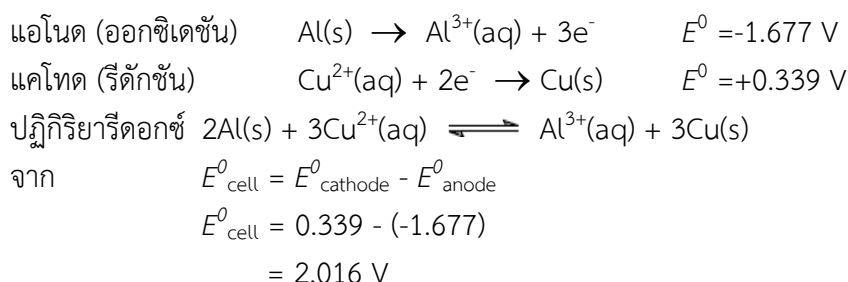 แอโนด (ออกซิเดชัน) Al(s) → Al³⁺(aq) + 3e⁻ E⁰ =-1.677 V
แคโทด (รีดักชัน) Cu²⁺(aq) + 2e⁻ → Cu(s) E⁰ =+0.339 V
ปฏิกิริยารีดอกซ์ 2Al(s) + 3Cu²⁺(aq) ⇌ Al³⁺(aq) + 3Cu(s)
จาก E⁰cell = E⁰cathode - E⁰anode
E⁰cell = 0.339 - (-1.677)
= 2.016 V